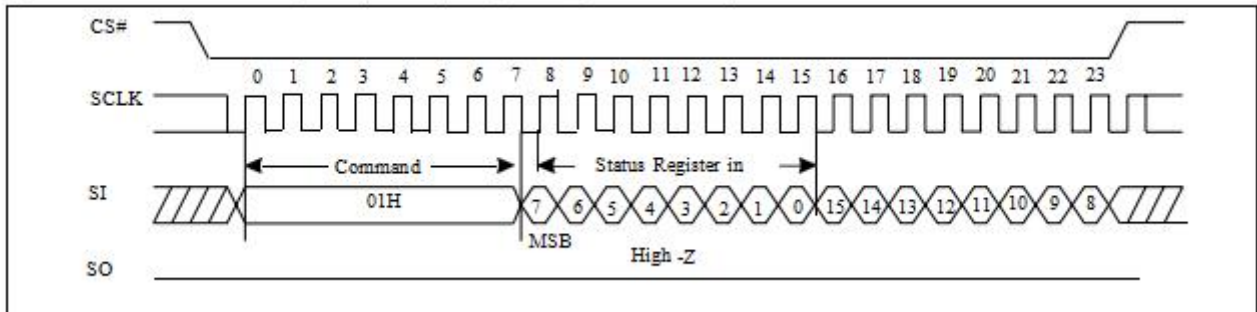 CS#
0 1 2 3 4 5 6 7 8 9 10 11 12 13 14 15 16 17 18 19 20 21 22 23
SCLK
Command Status Register in
SI 01H 7 6 5 4 3 2 1 0 15 14 13 12 11 10 9 8
MSB High -Z
SO